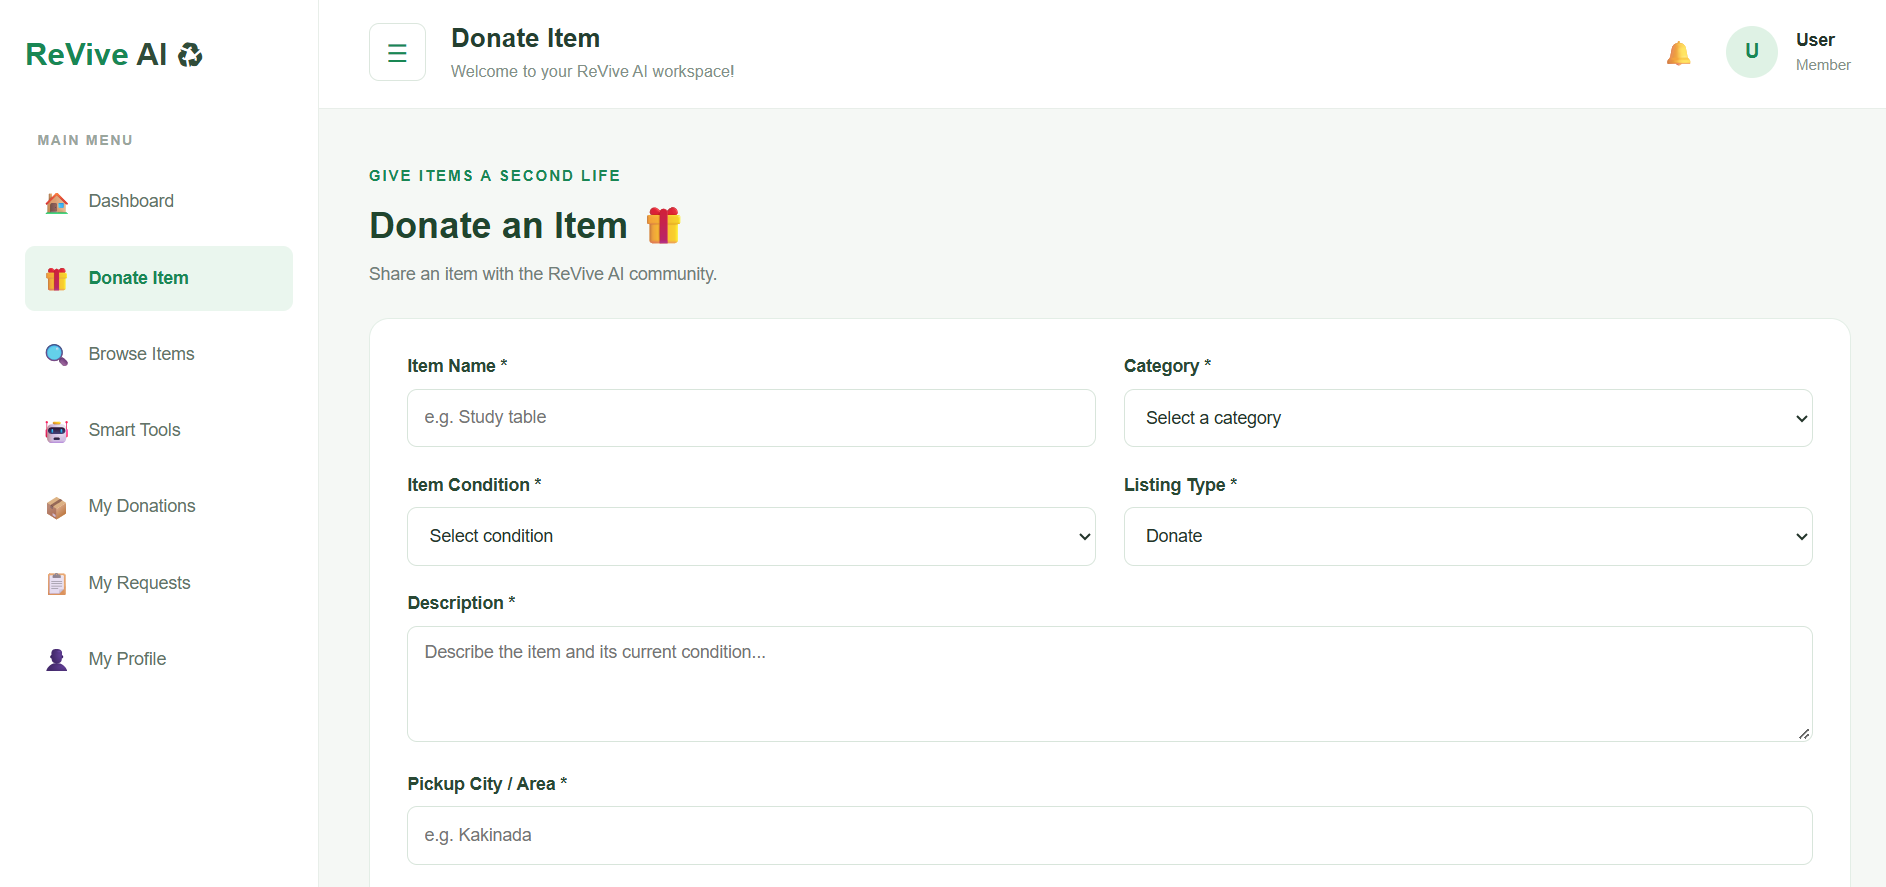 ReVive AI
MAIN MENU
Dashboard
Donate Item
Browse Items
Smart Tools
My Donations
My Requests
My Profile
Donate Item
Welcome to your ReVive AI workspace!
U
User
Member
GIVE ITEMS A SECOND LIFE
Donate an Item
Share an item with the ReVive AI community.
Item Name *
e.g. Study table
Category *
Select a category
Item Condition *
Select condition
Listing Type *
Donate
Description *
Describe the item and its current condition...
Pickup City / Area *
e.g. Kakinada